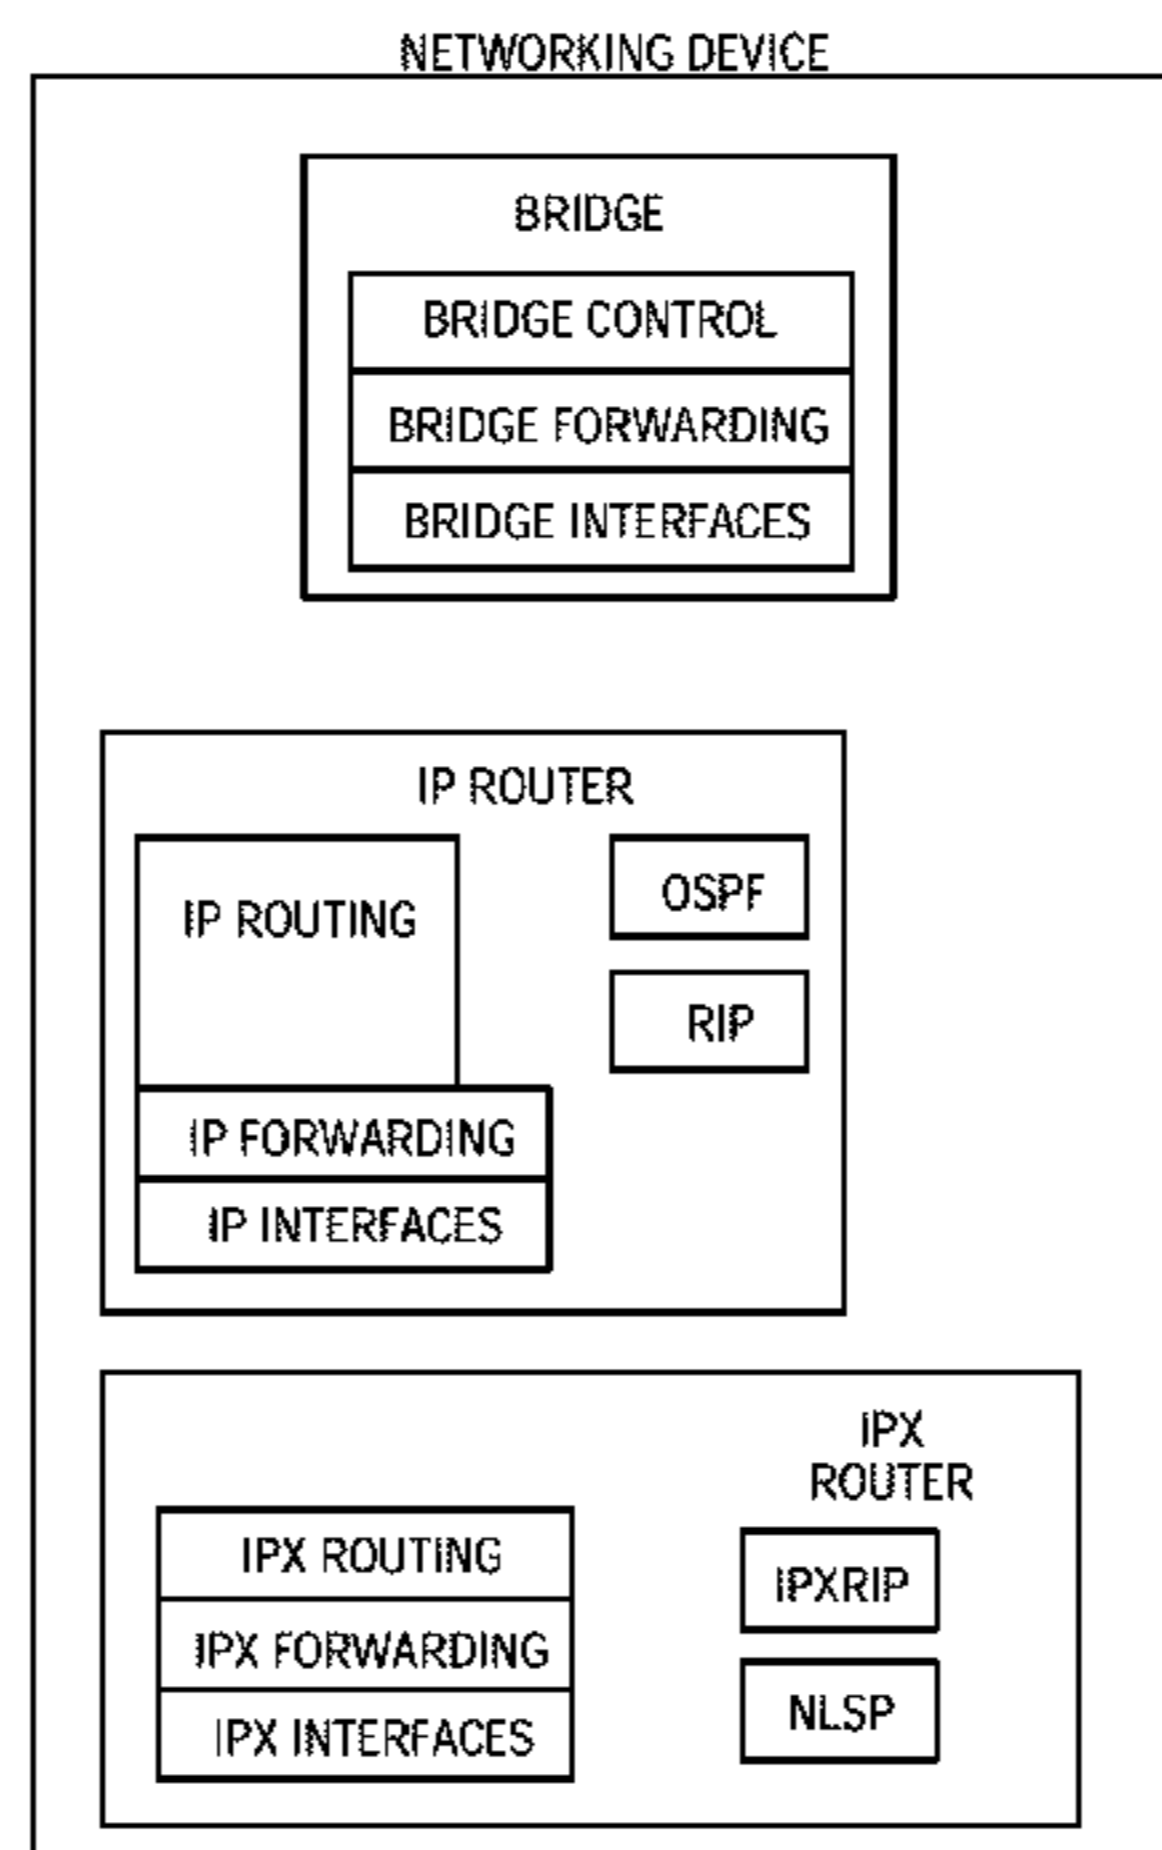 NETWORKING DEVICE
BRIDGE
BRIDGE CONTROL
BRIDGE FORWARDING
BRIDGE INTERFACES
IP ROUTER
IP ROUTING
OSPF
RIP
IP FORWARDING
IP INTERFACES
IPX
ROUTER
IPX ROUTING
IPX FORWARDING
IPX INTERFACES
IPXRIP
NLSP